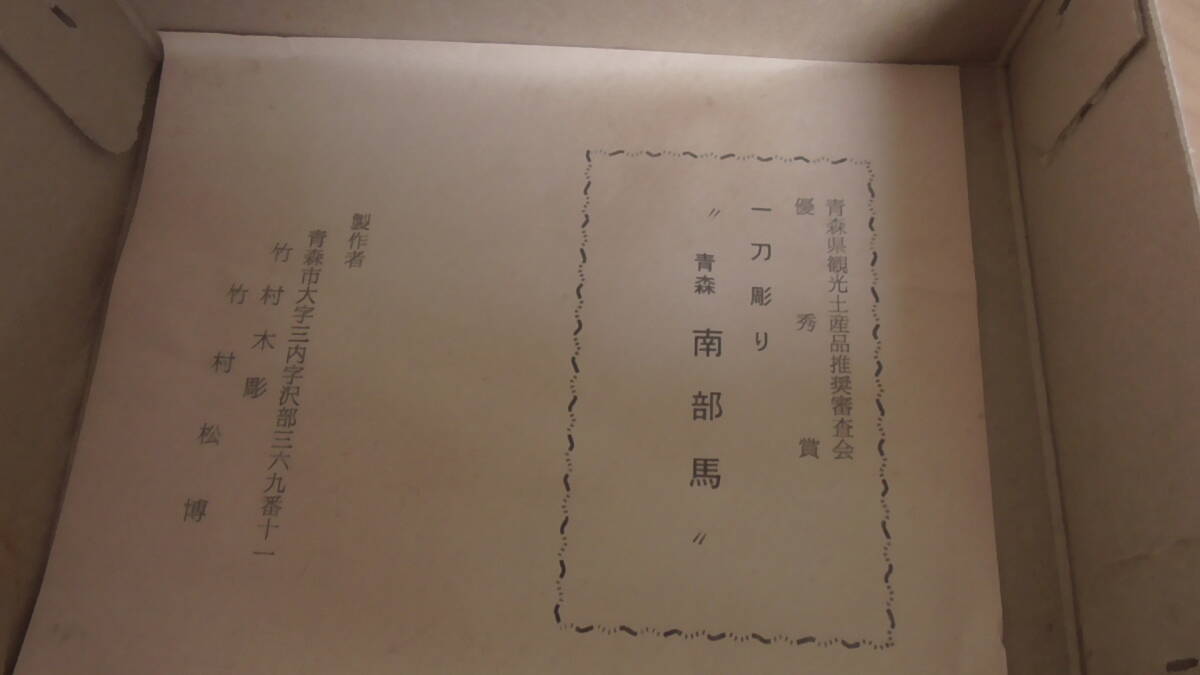 青森県観光土産品推奨審査会
優秀賞
一刀彫り
〃青森南部馬〃
製作者
青森市大字三内字沢部三六九番十一
竹村木彫
竹村松博